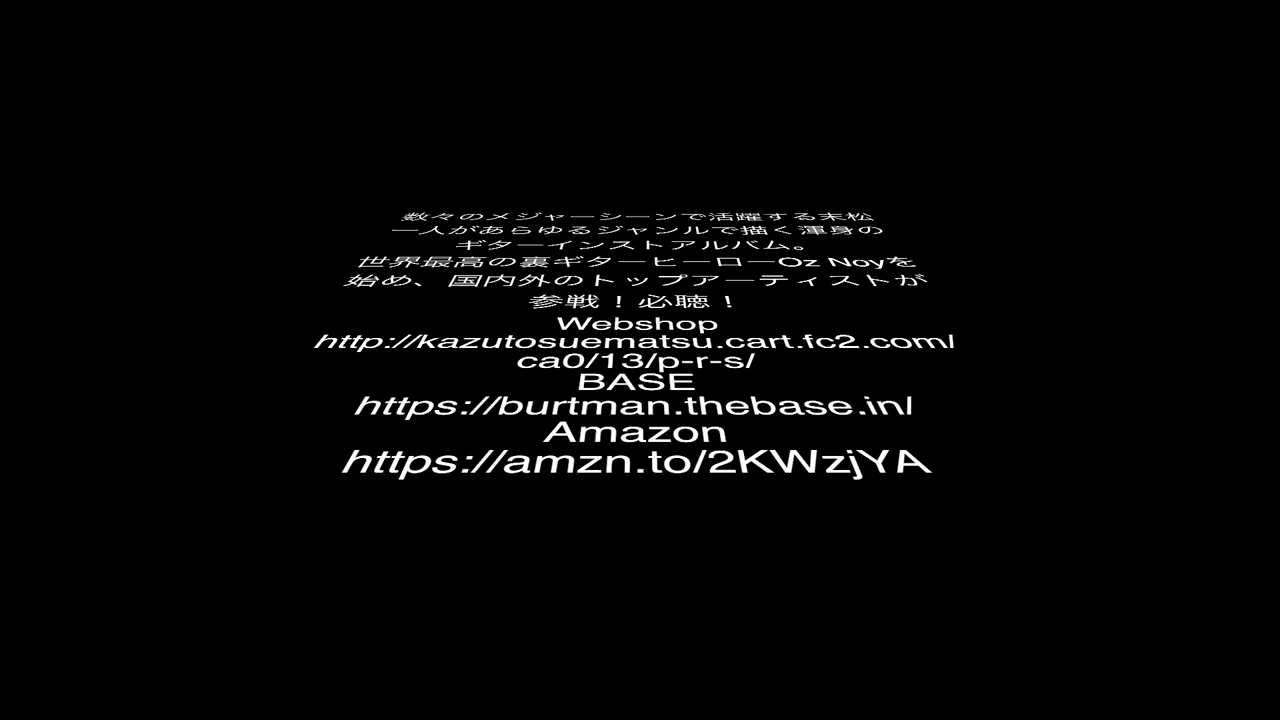 数々のメジャーシーンで活躍する末松
一人があらゆるジャンルで描く渾身の
ギターインストアルバム。
世界最高の裏ギターヒーローOz Noyを
始め、国内外のトップアーティストが
参戦！必聴！
Webshop
http://kazutosuematsu.cart.fc2.com/
ca0/13/p-r-s/
BASE
https://burtman.thebase.in/
Amazon
https://amzn.to/2KWzjYA